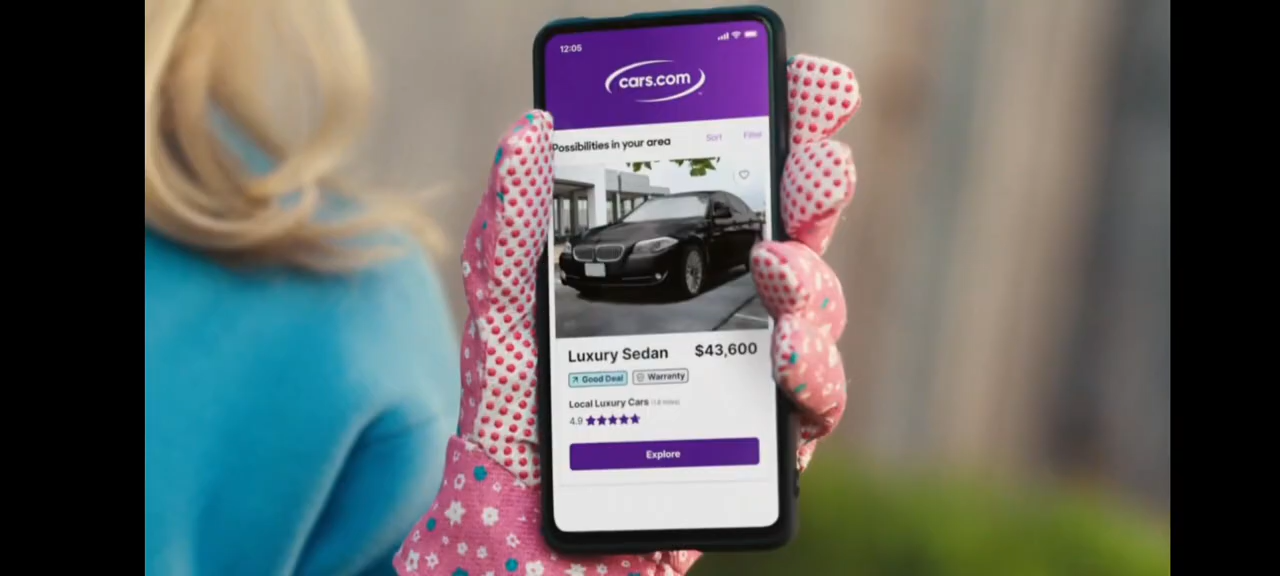 12:05
cars.com
Possibilities in your area
Sort
Filter
Luxury Sedan
$43,600
Good Deal
Warranty
Local Luxury Cars
4.9
Explore